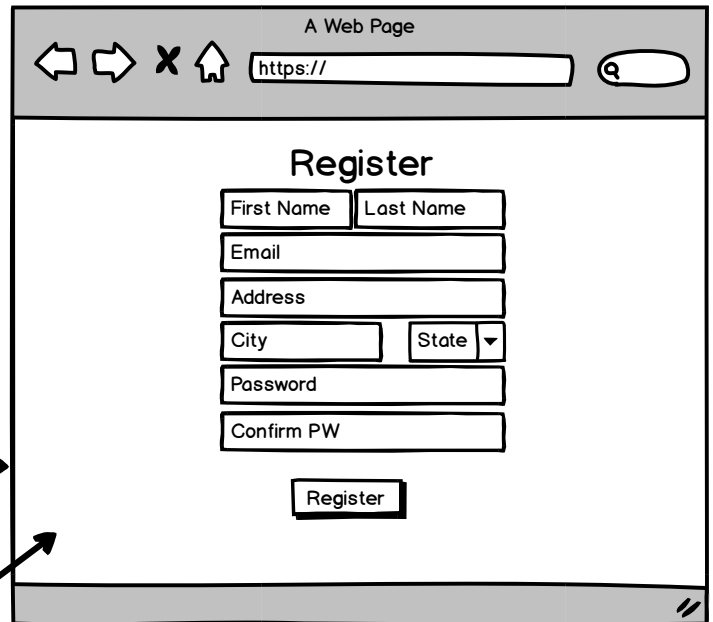 A Web Page
https://
Register
First Name Last Name
Email
Address
City State
Password
Confirm PW
Register